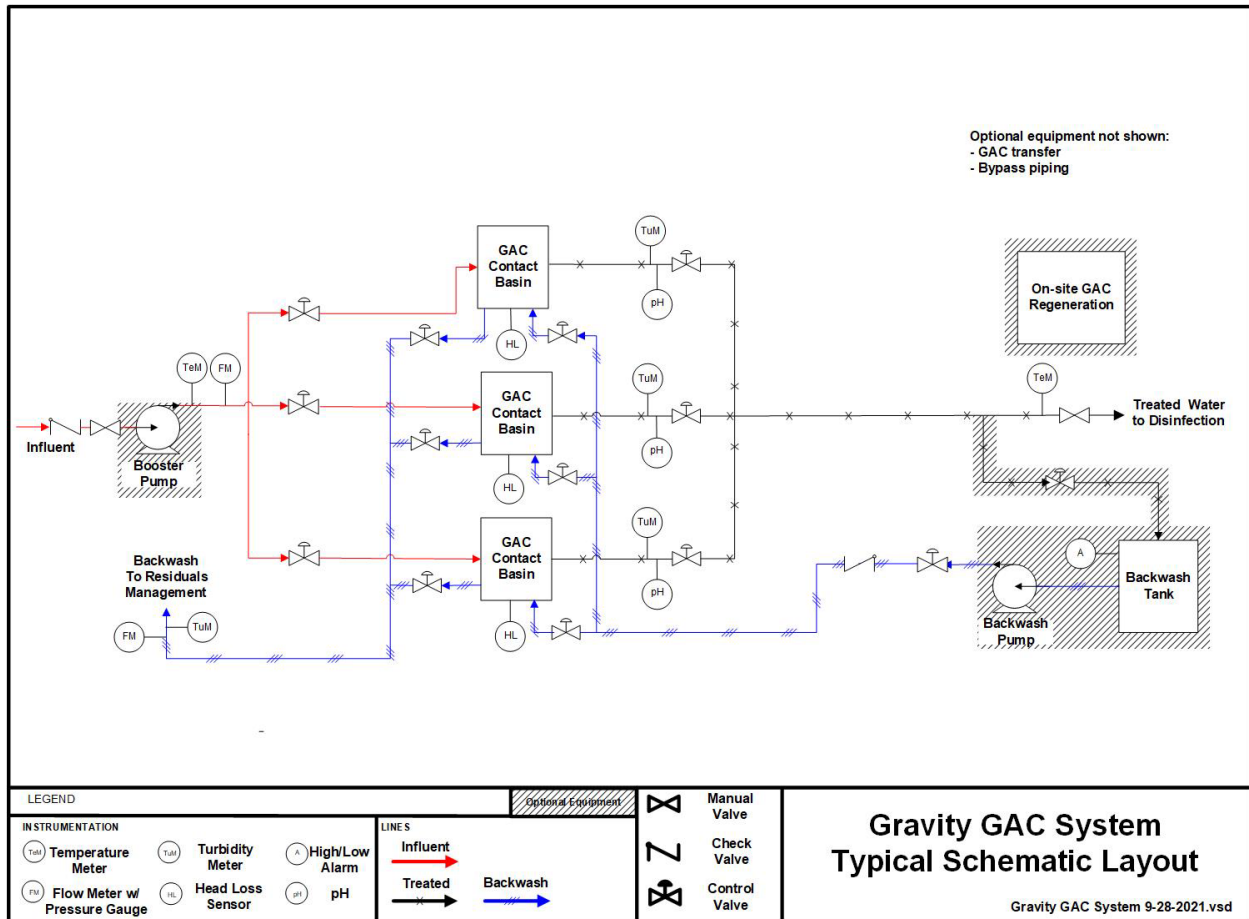 Optional equipment not shown:
- GAC transfer
- Bypass piping
GAC
Contact
Basin
TuM
pH
HL
On-site GAC
Regeneration
TeM
FM
GAC
Contact
Basin
TuM
pH
HL
TeM
Influent
Booster
Pump
Treated Water
to Disinfection
GAC
Contact
Basin
TuM
pH
HL
Backwash
To Residuals
Management
FM
TuM
A
Backwash
Tank
Backwash
Pump
LEGEND
Optional Equipment
INSTRUMENTATION
TeM Temperature
Meter
TuM Turbidity
Meter
A High/Low
Alarm
FM Flow Meter w/
Pressure Gauge
HL Head Loss
Sensor
pH pH
LINES
Influent
Treated
Backwash
Manual
Valve
Check
Valve
Control
Valve
Gravity GAC System
Typical Schematic Layout
Gravity GAC System 9-28-2021.vsd